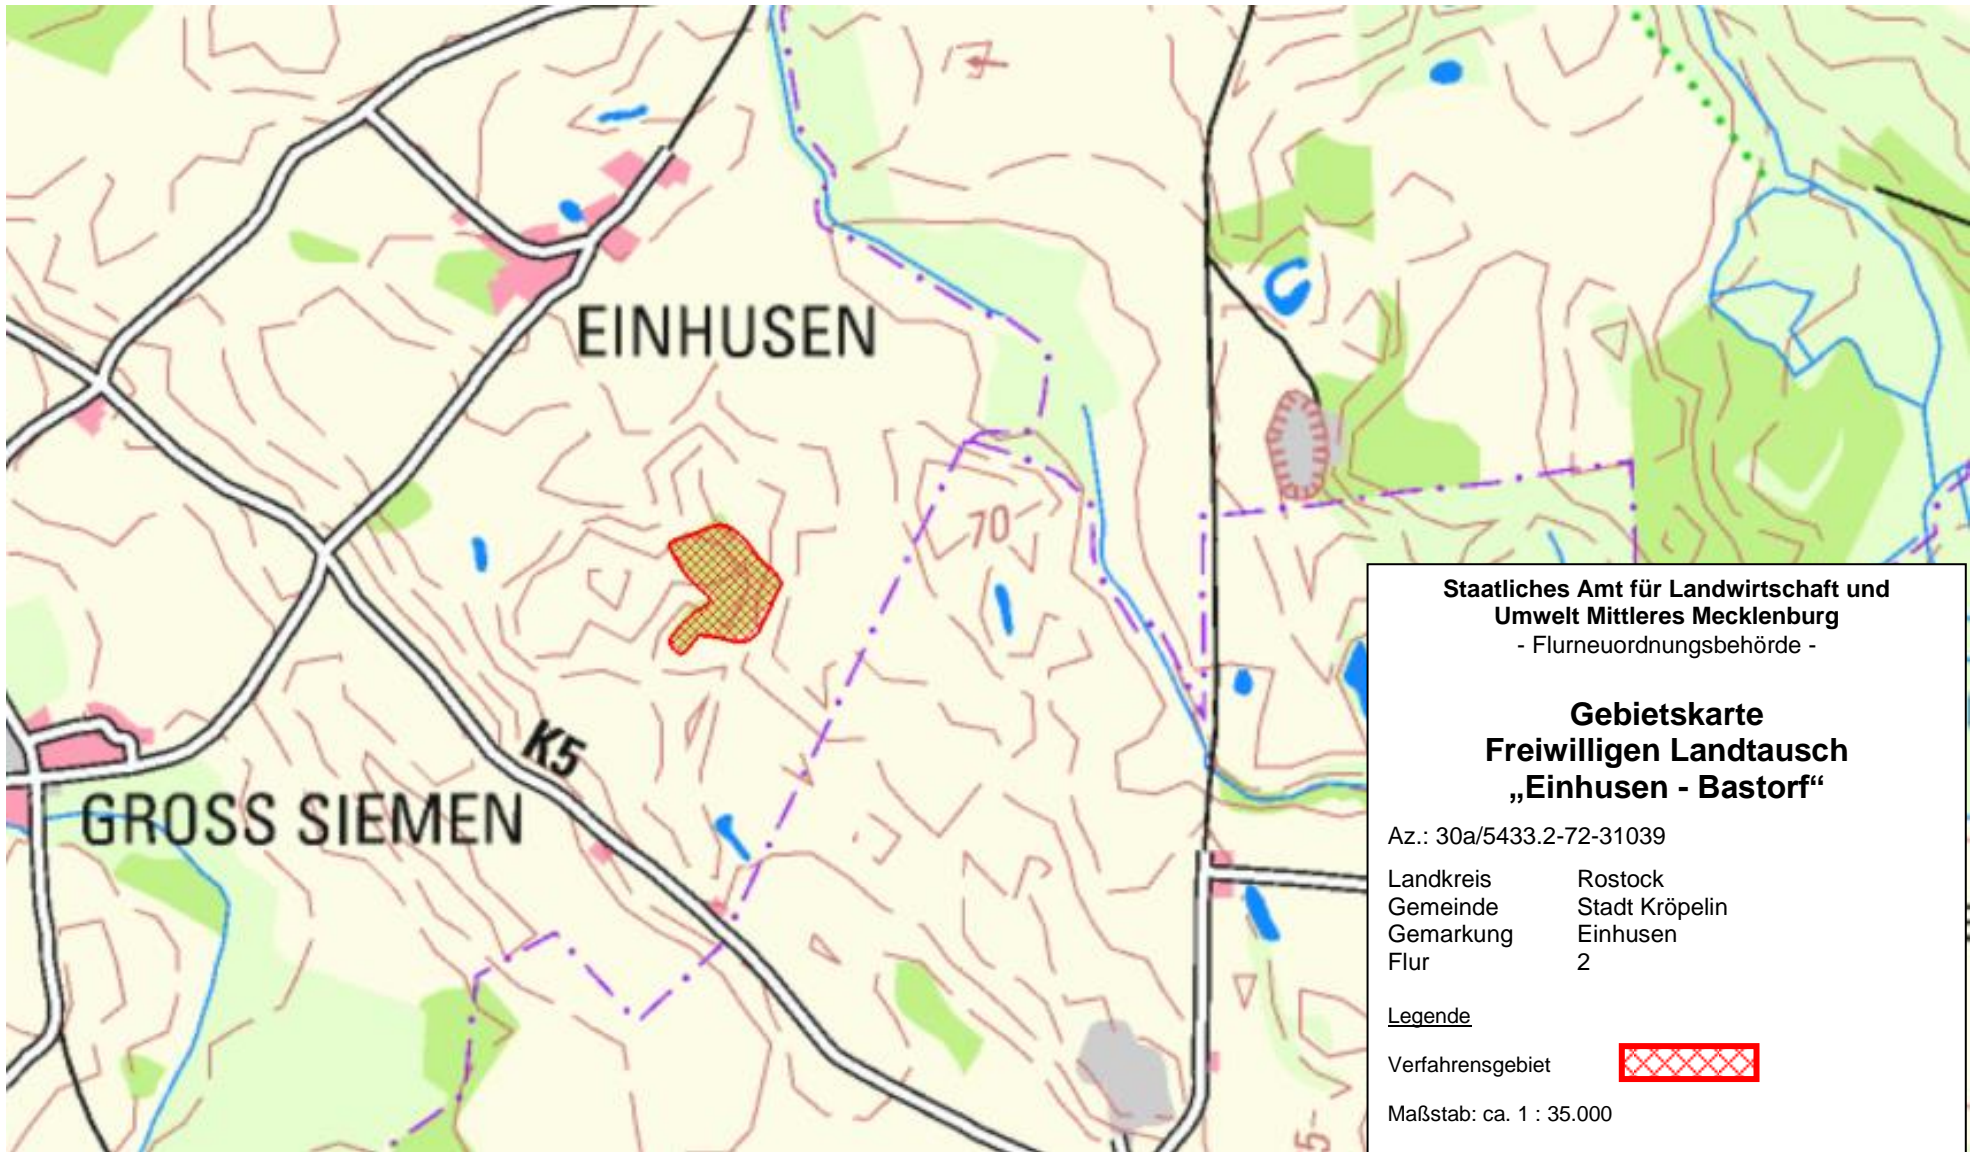 EINHUSEN
70
K5
GROSS SIEMEN
Staatliches Amt für Landwirtschaft und
Umwelt Mittleres Mecklenburg
- Flurneuordnungsbehörde -
Gebietskarte
Freiwilligen Landtausch
„Einhusen - Bastorf“
Az.: 30a/5433.2-72-31039
Landkreis Rostock
Gemeinde Stadt Kröpelin
Gemarkung Einhusen
Flur 2
Legende
Verfahrensgebiet
Maßstab: ca. 1 : 35.000